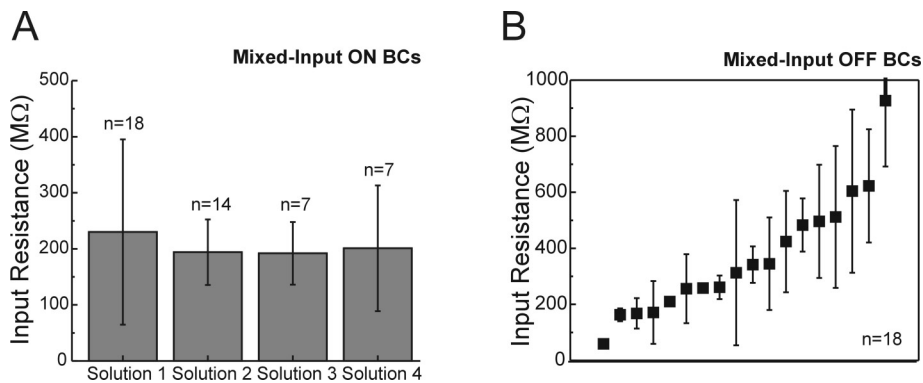 A
Mixed-Input ON BCs
Input Resistance (MΩ)
500
400
300
200
100
0
n=18
n=14
n=7
n=7
Solution 1 Solution 2 Solution 3 Solution 4
B
Mixed-Input OFF BCs
Input Resistance (MΩ)
1000
800
600
400
200
0
n=18